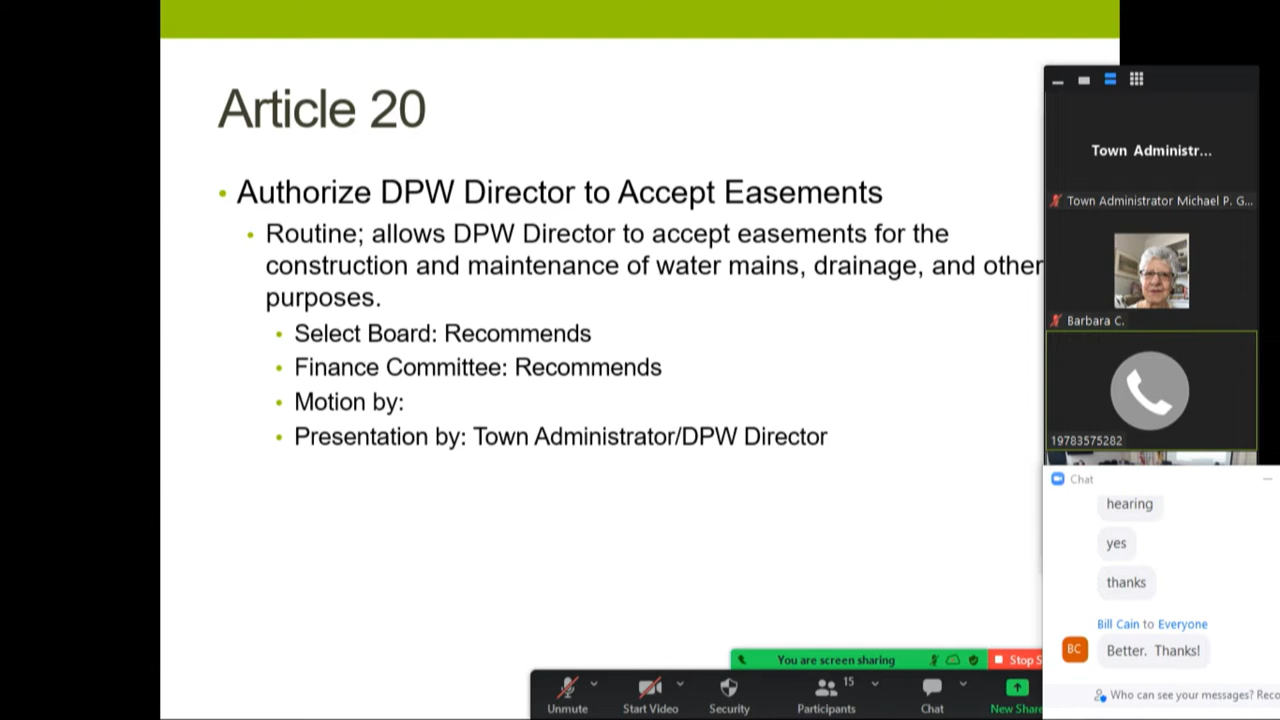 Article 20
• Authorize DPW Director to Accept Easements
• Routine; allows DPW Director to accept easements for the
construction and maintenance of water mains, drainage, and other
purposes.
• Select Board: Recommends
• Finance Committee: Recommends
• Motion by:
• Presentation by: Town Administrator/DPW Director
Town Administr...
Town Administrator Michael P. G...
Barbara C.
19783575282
Chat
hearing
yes
thanks
Bill Cain to Everyone
BC
Better. Thanks!
Who can see your messages? Reco
You are screen sharing
Stop S
Unmute
Start Video
Security
Participants
15
Chat
New Share